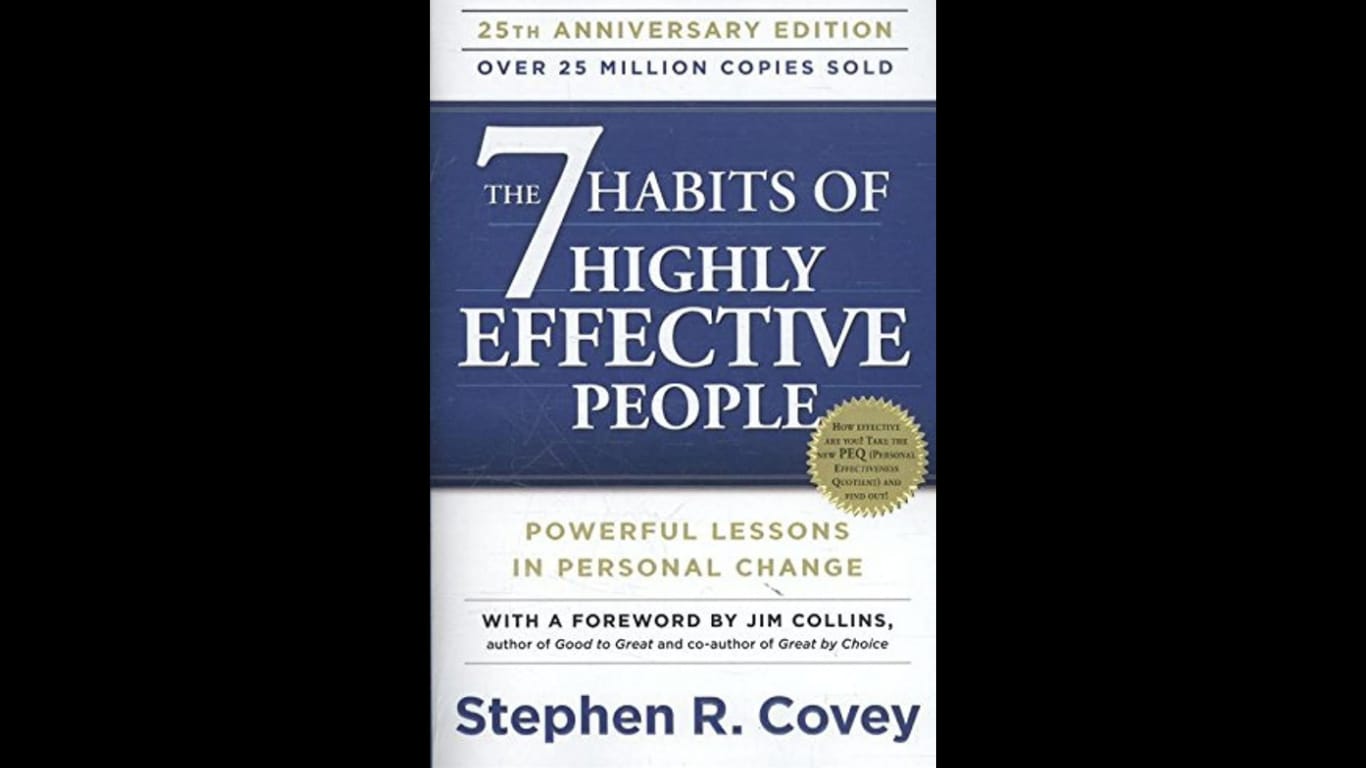 25TH ANNIVERSARY EDITION
OVER 25 MILLION COPIES SOLD
THE 7 HABITS OF
HIGHLY
EFFECTIVE
PEOPLE
HOW EFFECTIVE
ARE YOU? TAKE THE
NEW PEQ (PERSONAL
EFFECTIVENESS
QUOTIENT) AND
FIND OUT!
POWERFUL LESSONS
IN PERSONAL CHANGE
WITH A FOREWORD BY JIM COLLINS,
author of Good to Great and co-author of Great by Choice
Stephen R. Covey